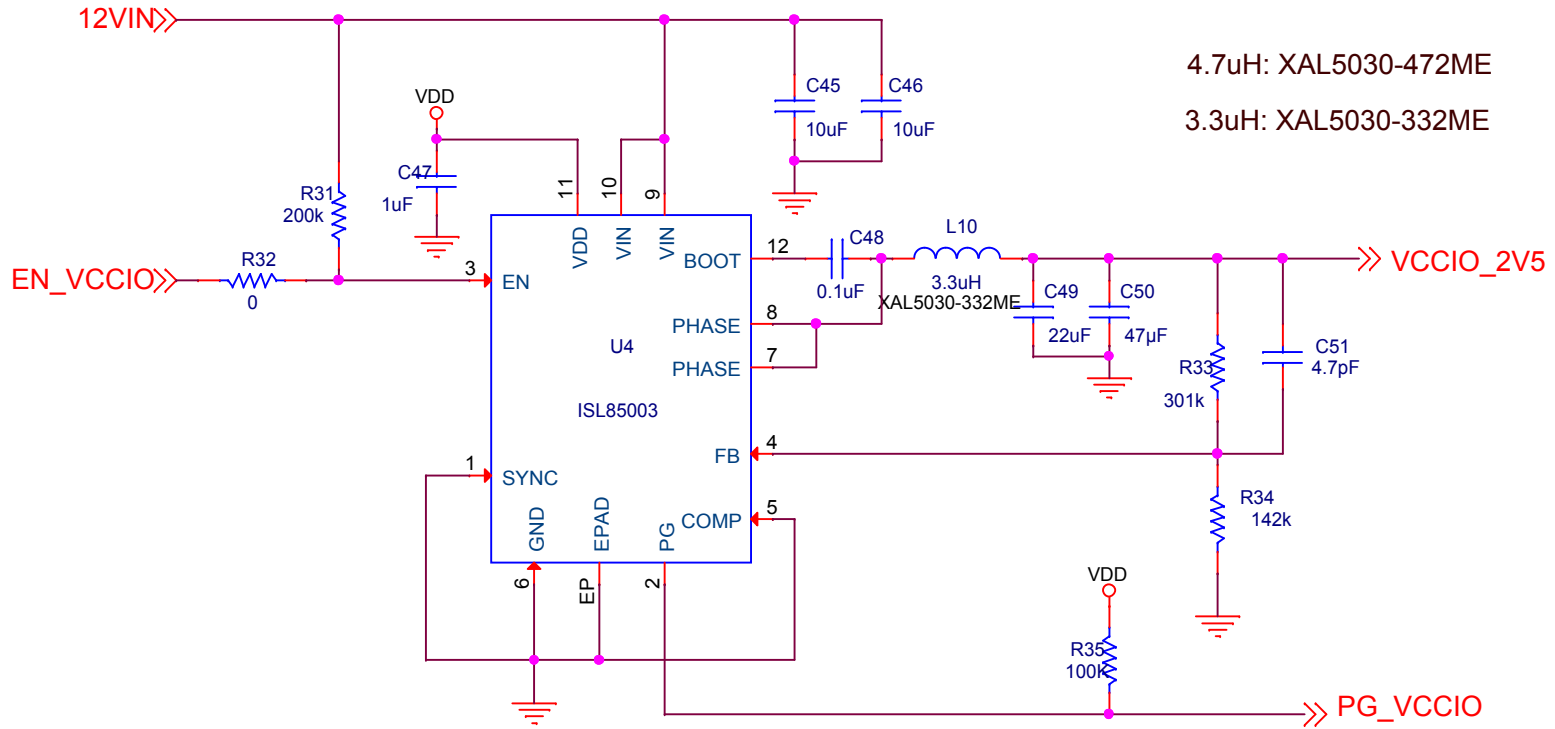 12VIN
4.7uH: XAL5030-472ME
3.3uH: XAL5030-332ME
C45
10uF
C46
10uF
VDD
C47
1uF
R31
200k
11
10
9
VDD
VIN
VIN
R32
0
EN_VCCIO
3
EN
BOOT
12
C48
0.1uF
L10
3.3uH
XAL5030-332ME
VCCIO_2V5
C49
22uF
C50
47µF
PHASE
8
PHASE
7
U4
ISL85003
R33
301k
C51
4.7pF
FB
4
1
SYNC
GND
EPAD
PG
COMP
5
R34
142k
6
EP
2
VDD
R35
100K
PG_VCCIO